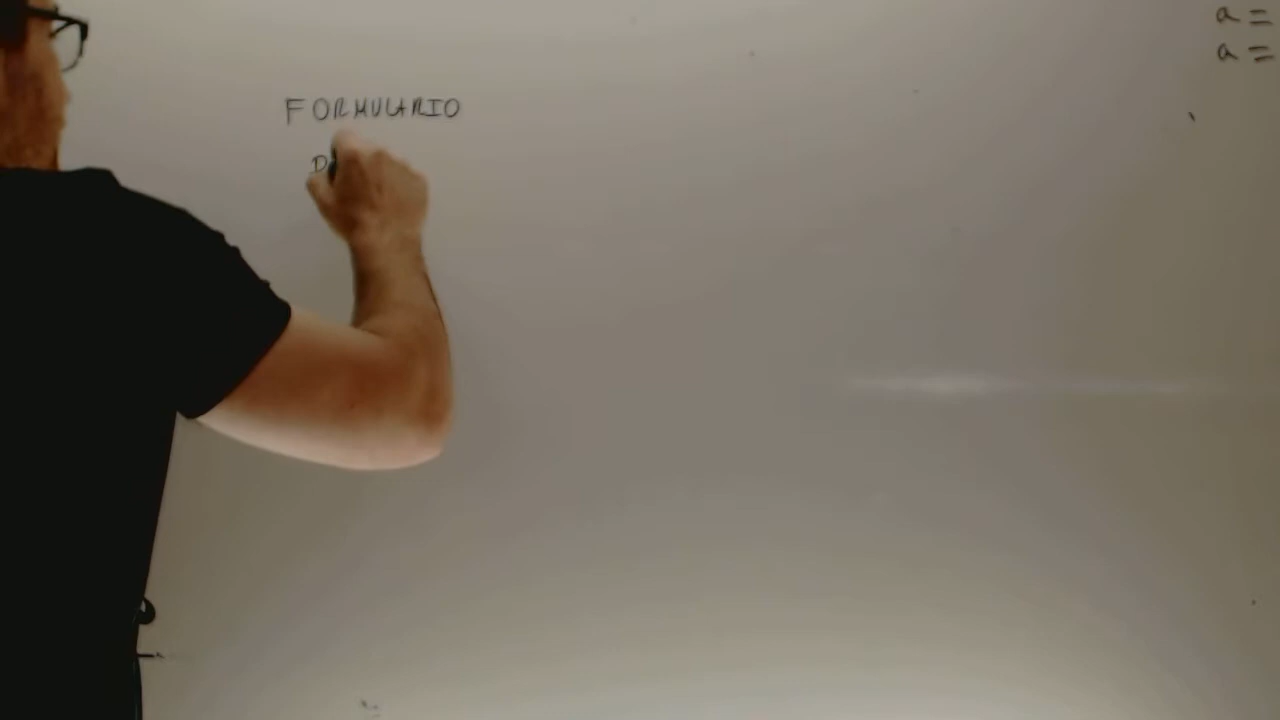 FORMULARIO
D
a =
a =